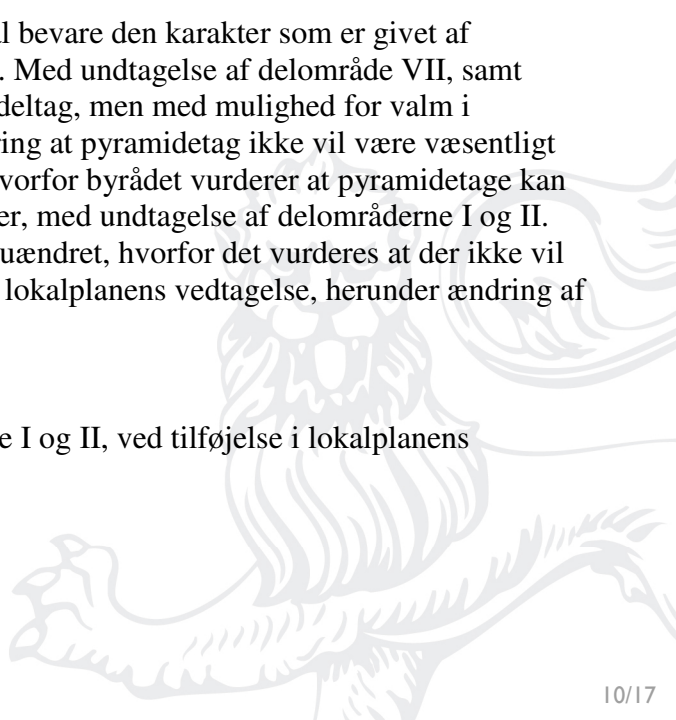 bevare den karakter som er givet af
. Med undtagelse af delområde VII, samt
deltag, men med mulighed for valm i
ring at pyramidetag ikke vil være væsentligt
vorfor byrådet vurderer at pyramidetage kan
er, med undtagelse af delområderne I og II.
uændret, hvorfor det vurderes at der ikke vil
lokalplanens vedtagelse, herunder ændring af
e I og II, ved tilføjelse i lokalplanens
10/17